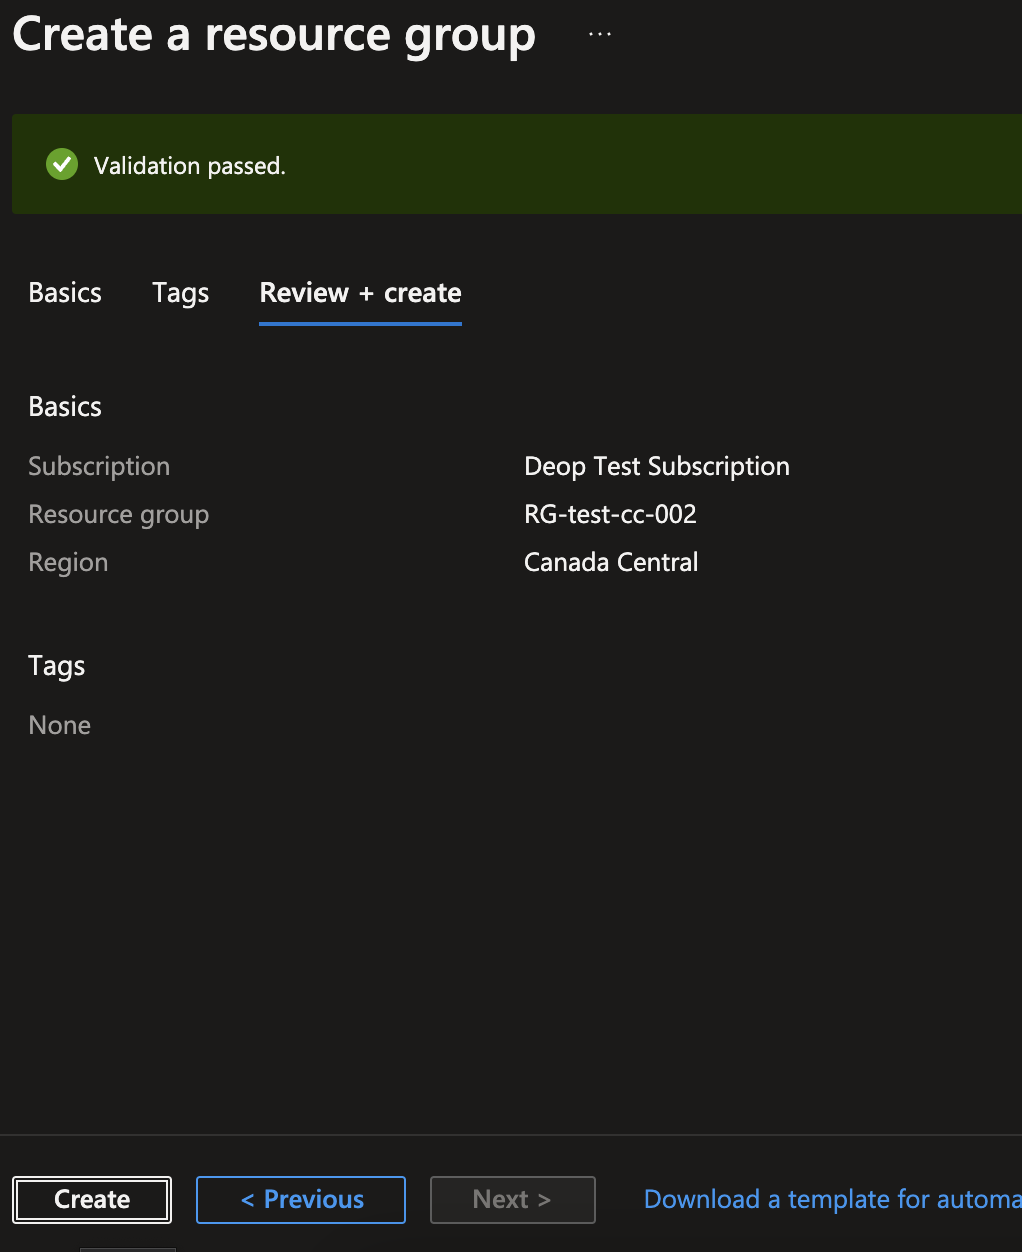 Create a resource group ...
Validation passed.
Basics Tags Review + create
Basics
Subscription Deop Test Subscription
Resource group RG-test-cc-002
Region Canada Central
Tags
None
Create < Previous Next > Download a template for automa